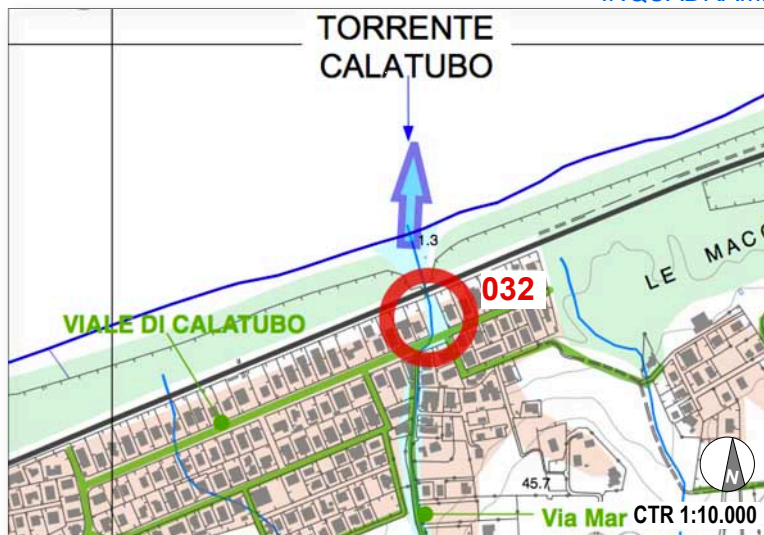 TORRENTE
CALATUBO
1.3
032
VIALE DI CALATUBO
LE MACC
45.7
N
Via Mar
CTR 1:10.000